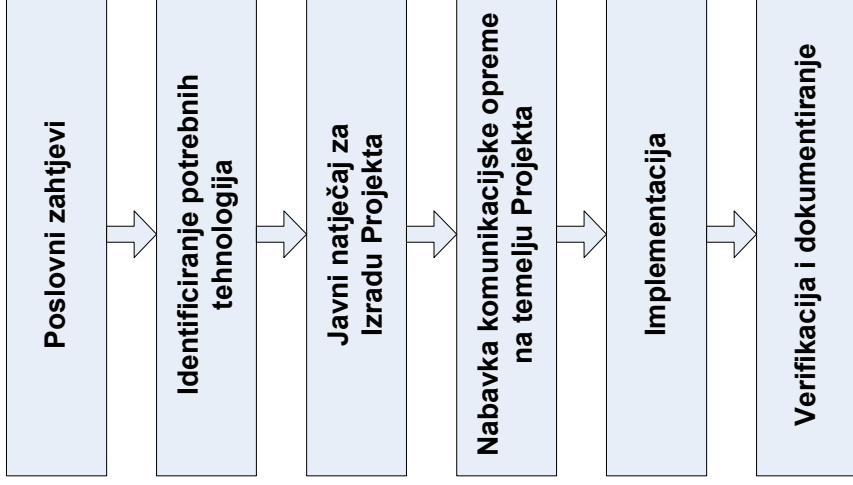 Poslovni zahtjevi
Identificiranje potrebnih
tehnologija
Javni natječaj za
Izradu Projekta
Nabavka komunikacijske opreme
na temelju Projekta
Implementacija
Verifikacija i dokumentiranje